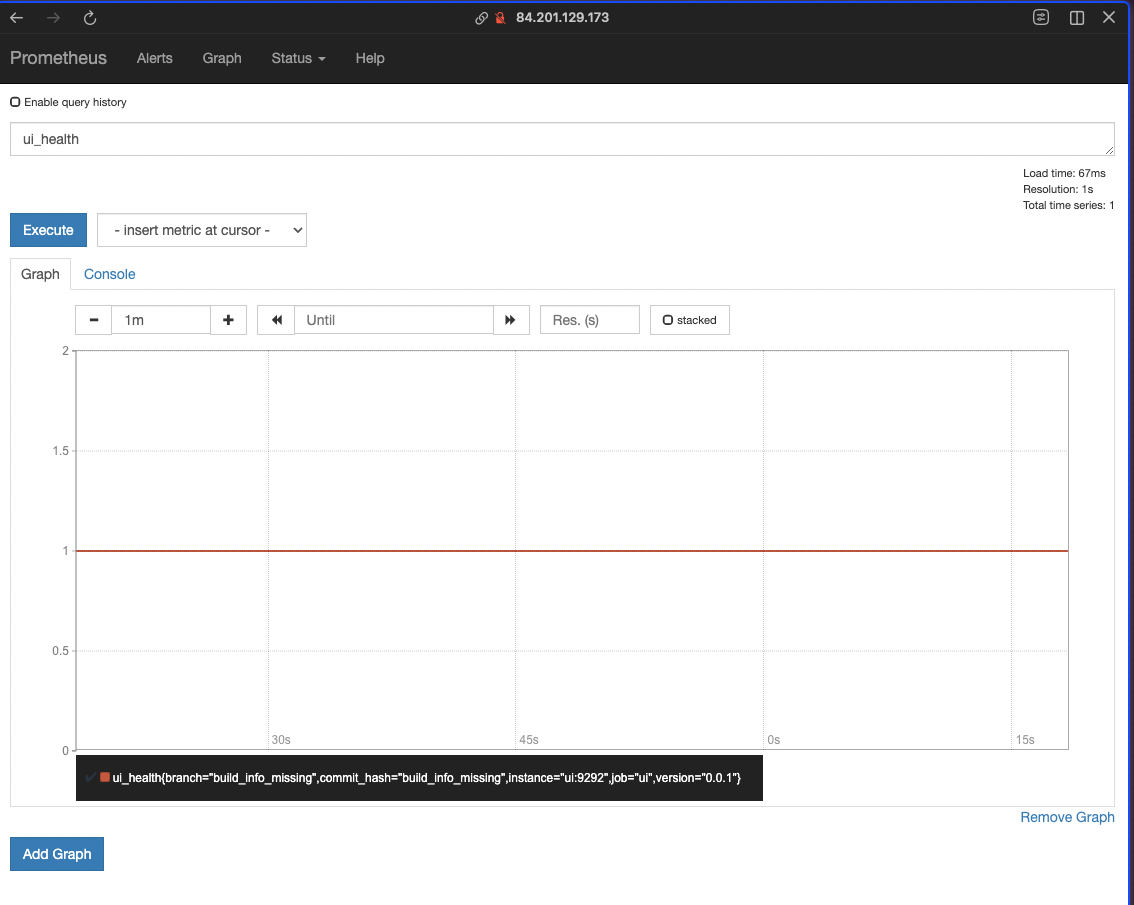 84.201.129.173
Prometheus Alerts Graph Status Help
Enable query history
ui_health
Load time: 67ms
Resolution: 1s
Total time series: 1
Execute - insert metric at cursor -
Graph Console
1m Until Res. (s) stacked
2
1.5
1
0.5
0
30s 45s 0s 15s
ui_health{branch="build_info_missing",commit_hash="build_info_missing",instance="ui:9292",job="ui",version="0.0.1"}
Remove Graph
Add Graph